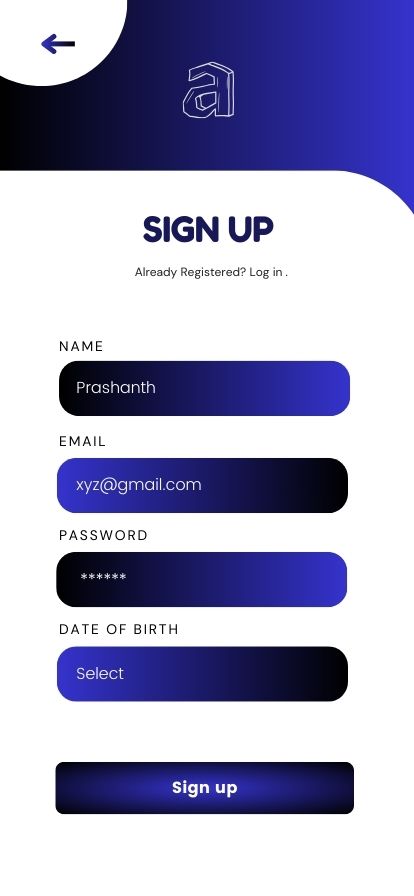 a
SIGN UP
Already Registered? Log in .
NAME
Prashanth
EMAIL
xyz@gmail.com
PASSWORD
******
DATE OF BIRTH
Select
Sign up